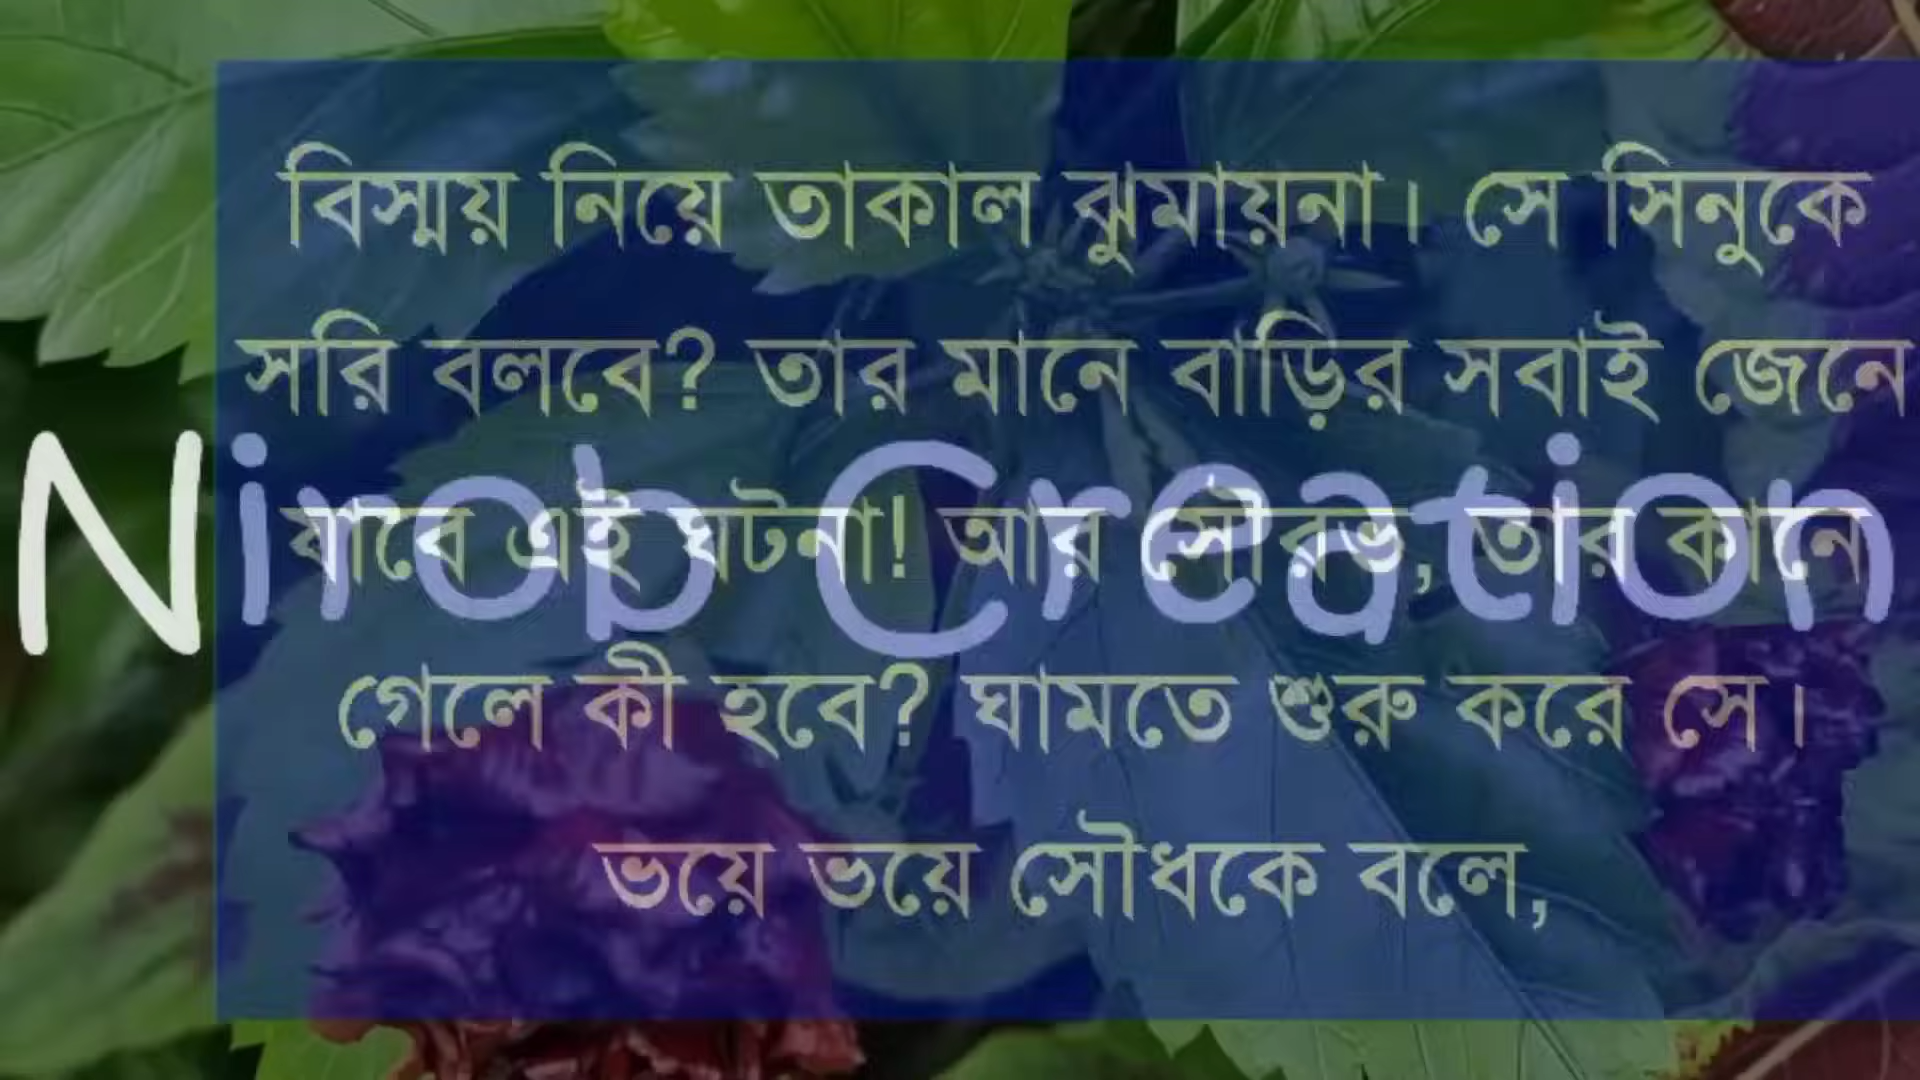 বিস্ময় নিয়ে তাকাল ঝুমায়না। সে সিনুকে
সরি বলবে? তার মানে বাড়ির সবাই জেনে
Nirob Creation
যাবে এই ঘটনা! আর সৌরভ, তার কানে
গেলে কী হবে? ঘামতে শুরু করে সে।
ভয়ে ভয়ে সৌধকে বলে,